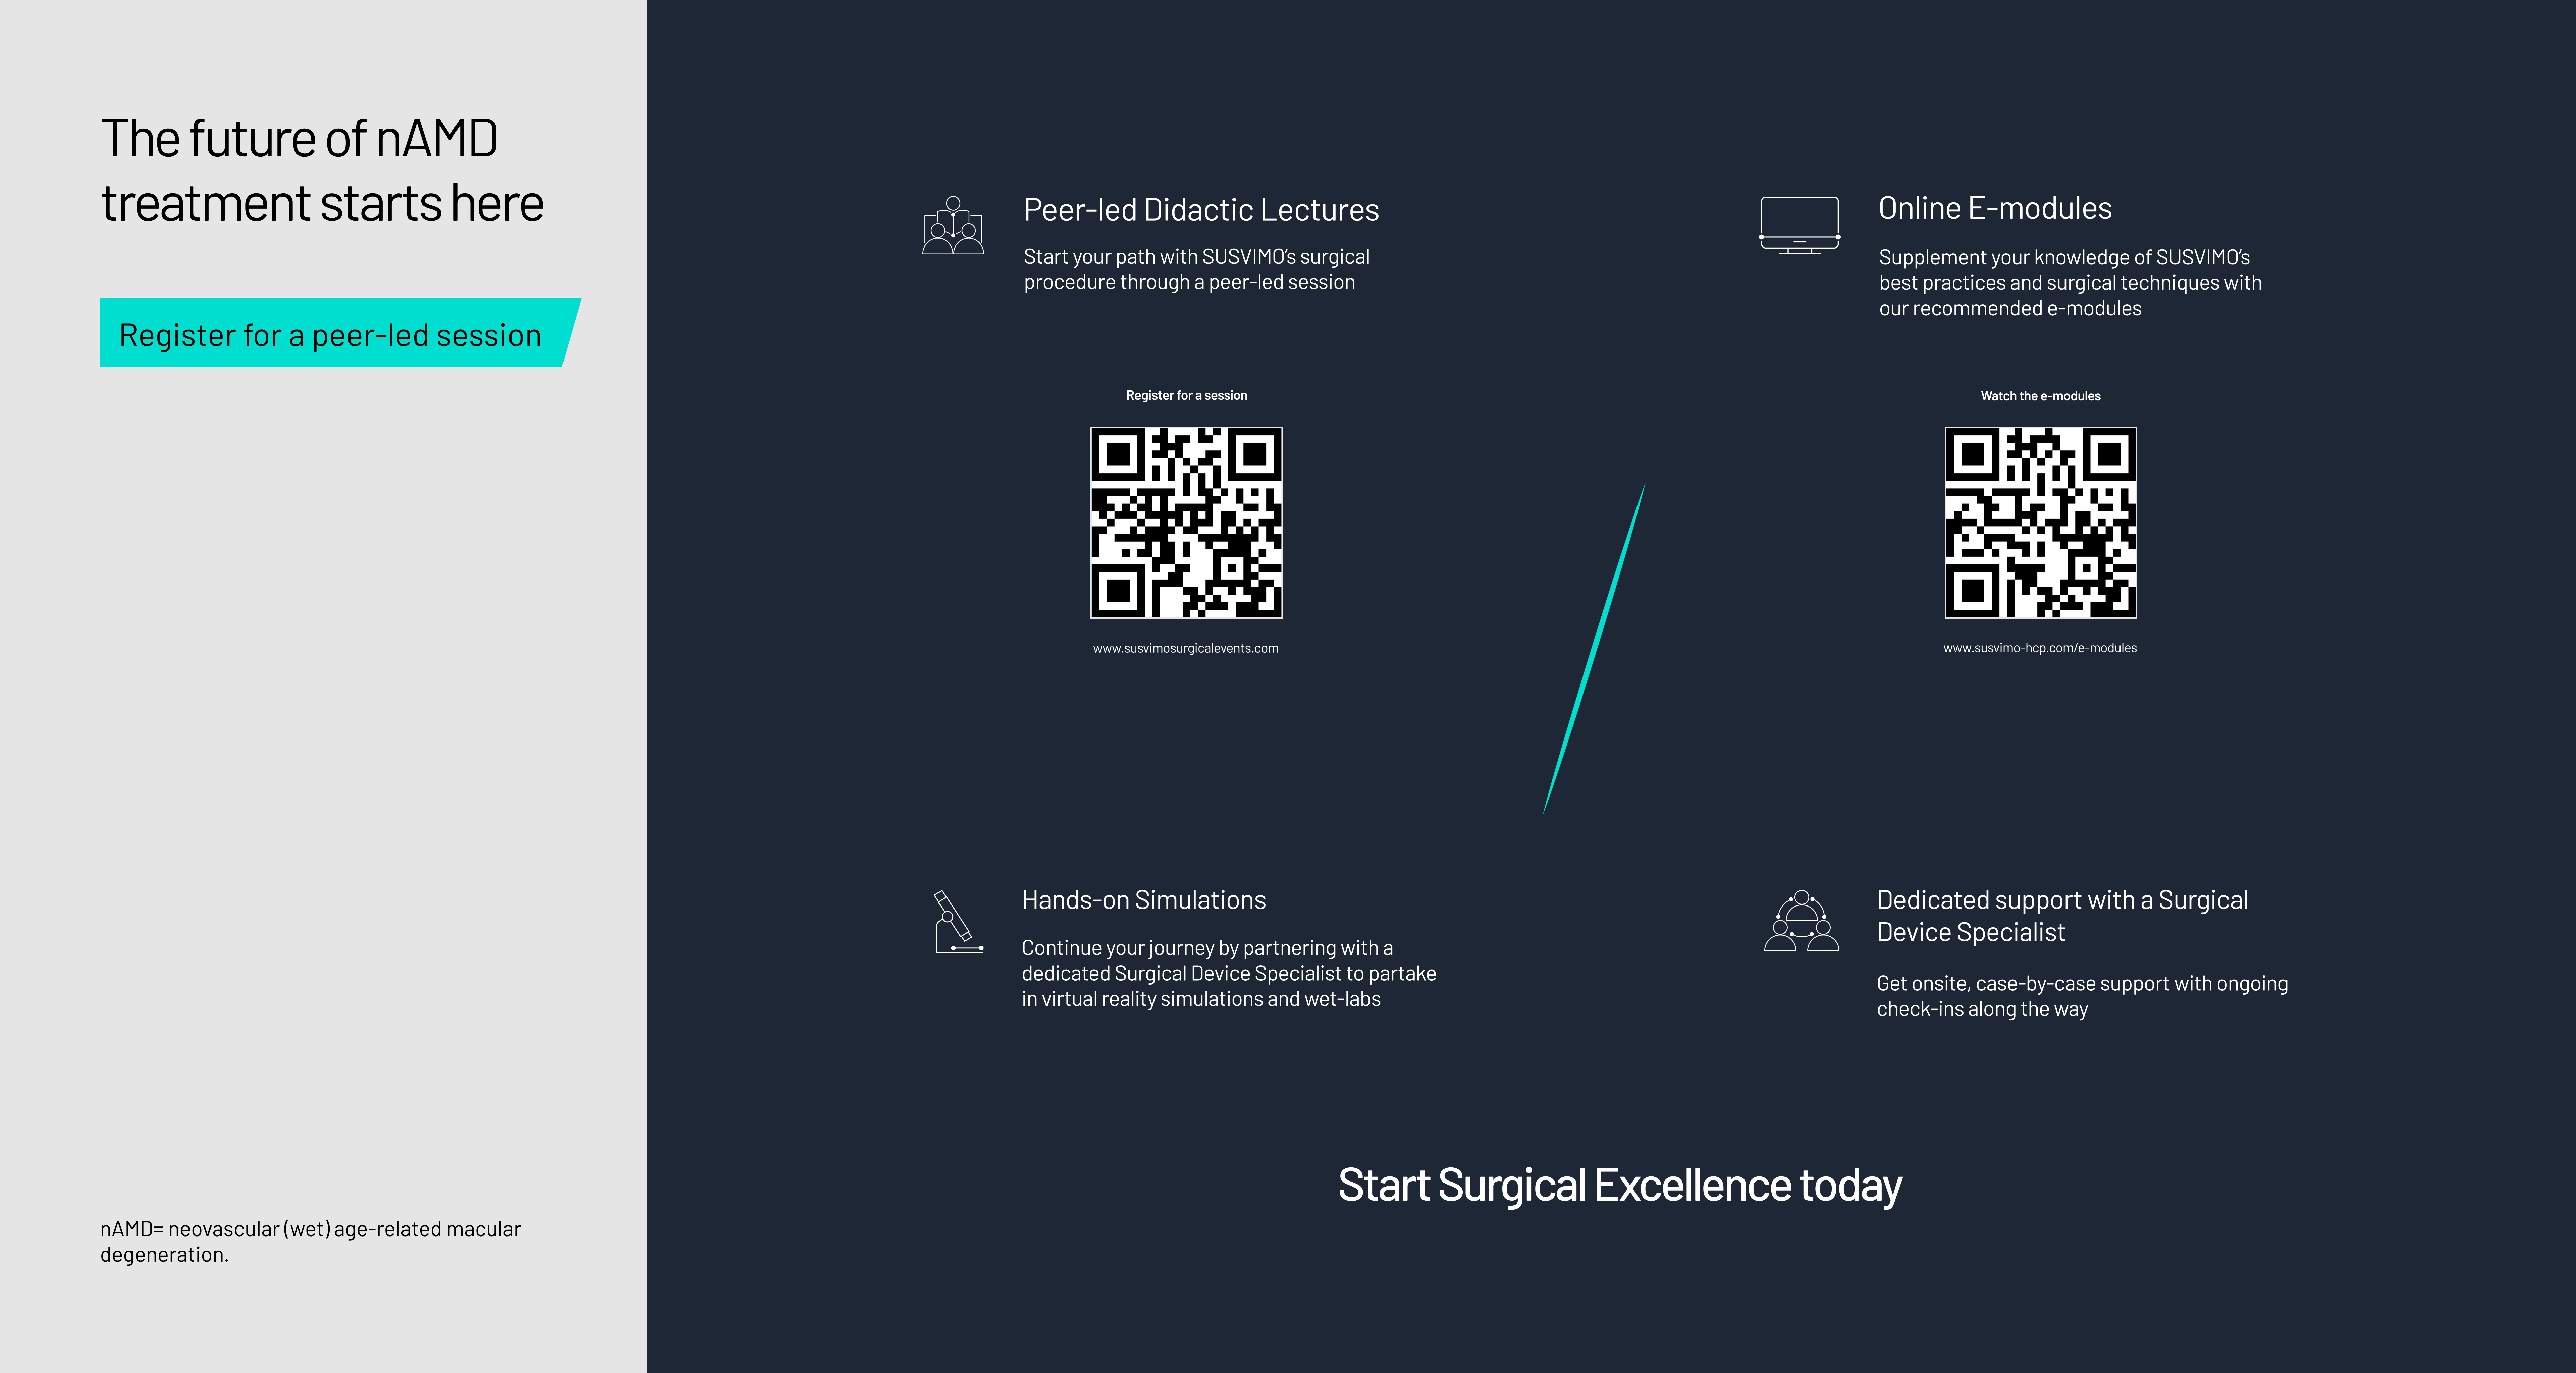 The future of nAMD
treatment starts here
Register for a peer-led session
nAMD= neovascular (wet) age-related macular
degeneration.
Peer-led Didactic Lectures
Start your path with SUSVIMO’s surgical
procedure through a peer-led session
Register for a session
www.susvimosurgicalevents.com
Online E-modules
Supplement your knowledge of SUSVIMO’s
best practices and surgical techniques with
our recommended e-modules
Watch the e-modules
www.susvimo-hcp.com/e-modules
Hands-on Simulations
Continue your journey by partnering with a
dedicated Surgical Device Specialist to partake
in virtual reality simulations and wet-labs
Dedicated support with a Surgical
Device Specialist
Get onsite, case-by-case support with ongoing
check-ins along the way
Start Surgical Excellence today